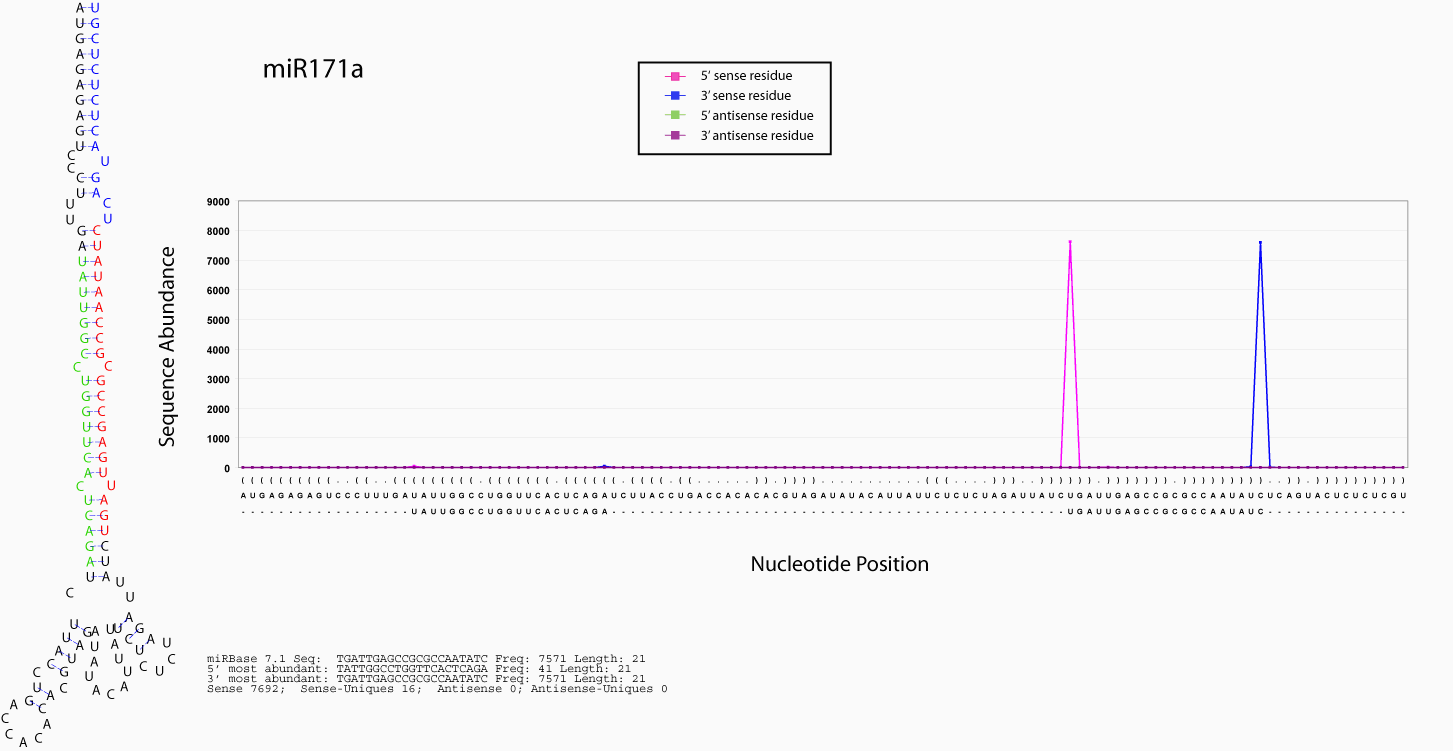 A U
U G
G C
A U
G C
A U
G C
A U
G C
U A
C
C U
C G
U A
U C
U U
G C
A U
U A
A U
U A
U A
G C
G C
C G
C C
U G
G C
G C
U G
U A
C G
A U
C U
U A
C G
A U
G C
A U
U A U
C U
miR171a
5' sense residue
3' sense residue
5' antisense residue
3' antisense residue
Sequence Abundance
9000
8000
7000
6000
5000
4000
3000
2000
1000
0
A U G A G A G A G U C C C U U U G A U A U U G G C C U G G U U C A C U C A G A U C U U A C C U G A C C A C A C A C G U A G A U A U A C A U U A U C U C U C U A G A U U A U C U G A U U G A G C C G C G C C A A U A U C U C A G U A C U C U C U C G U
U A U U G G C C U G G U U C A C U C A G A
U G A U U G A G C C G C G C C A A U A U C
Nucleotide Position
miRBase 7.1 Seq: TGATTGAGCCGCGCCAATATC Freq: 7571 Length: 21
5' most abundant: TATTGGCCTGGTTCACTCAGA Freq: 41 Length: 21
3' most abundant: TGATTGAGCCGCGCCAATATC Freq: 7571 Length: 21
Sense 7692; Sense-Uniques 16; Antisense 0; Antisense-Uniques 0